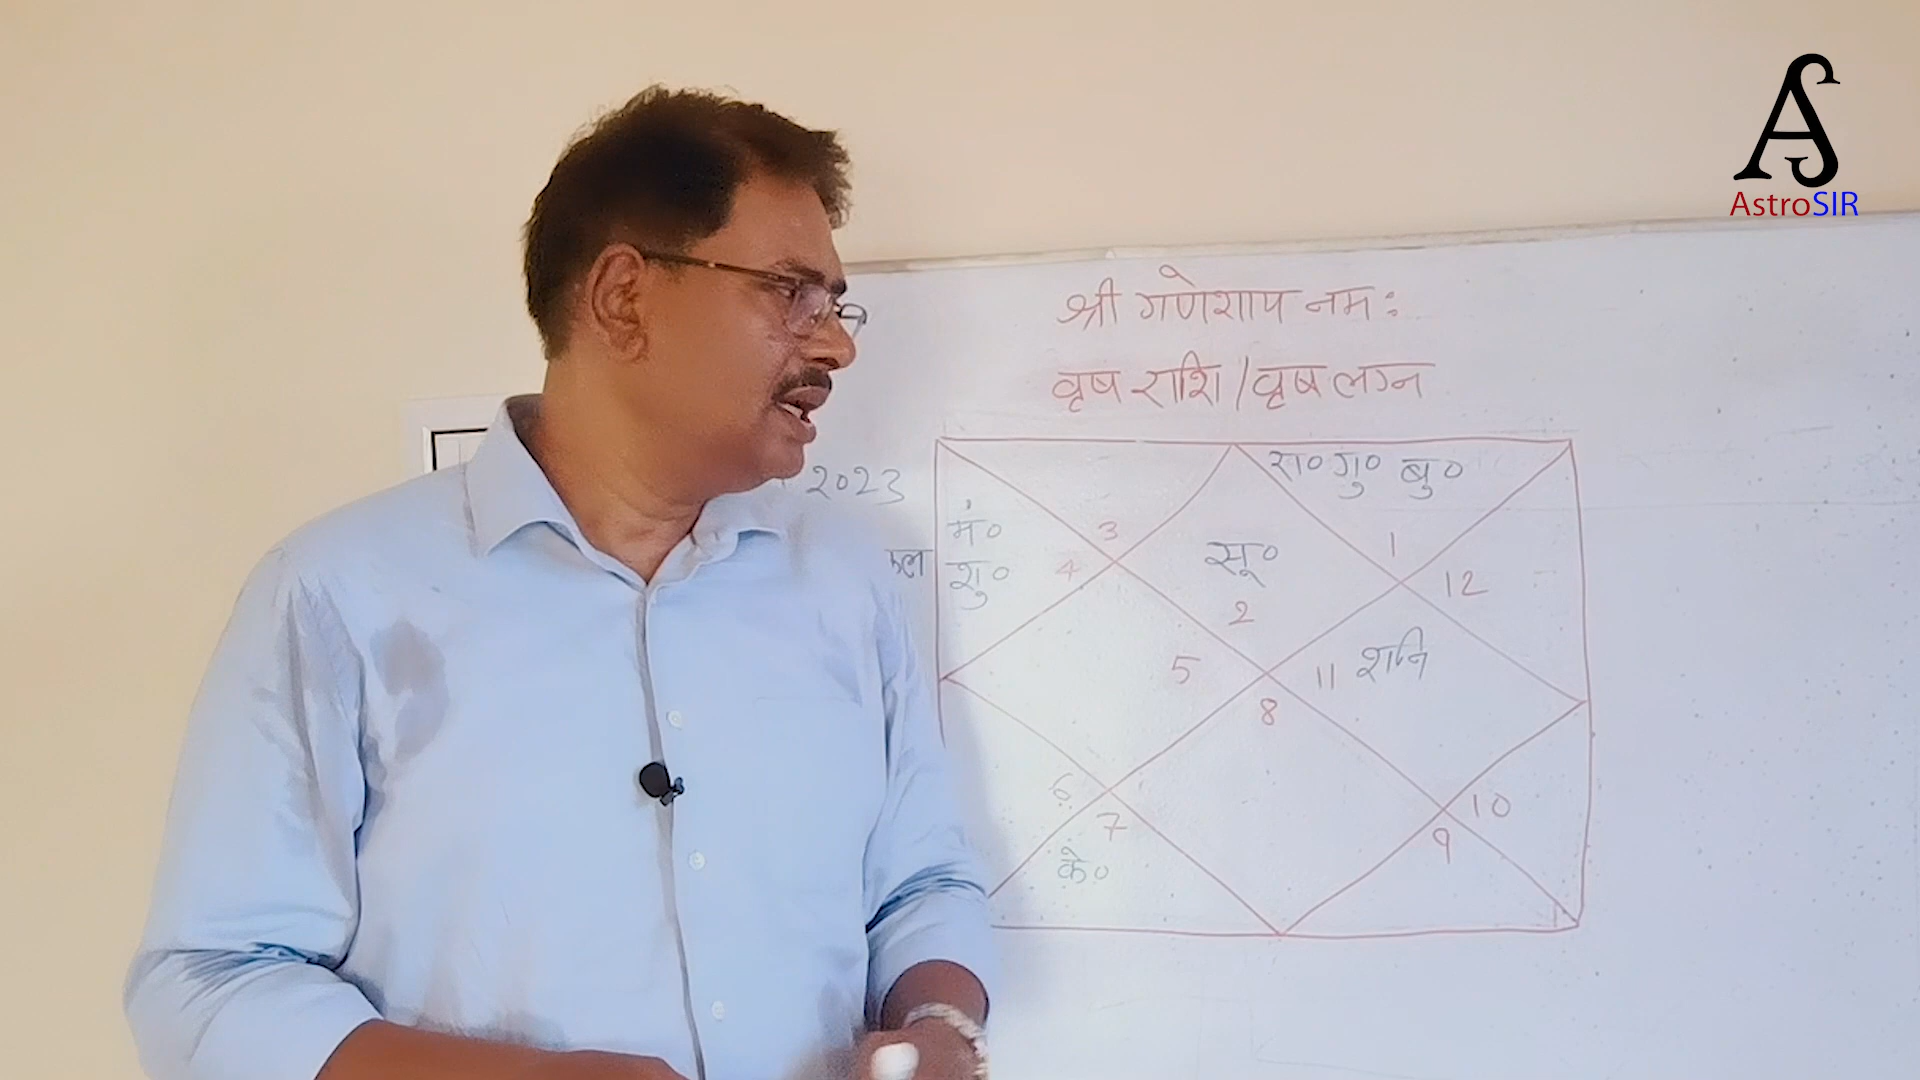 AstroSIR
श्री गणेशाय नमः
वृष राशि / वृष लग्न
2023
रा० गु० बु०
मं०
शु०
3
4
सू०
2
1
12
5
11 शनि
8
6
7
के०
10
9